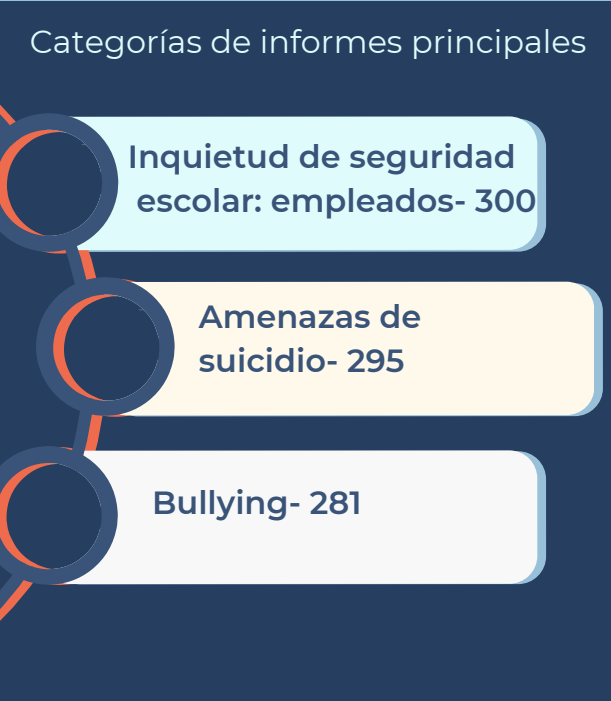 Categorías de informes principales
Inquietud de seguridad
escolar: empleados- 300
Amenazas de
suicidio- 295
Bullying- 281